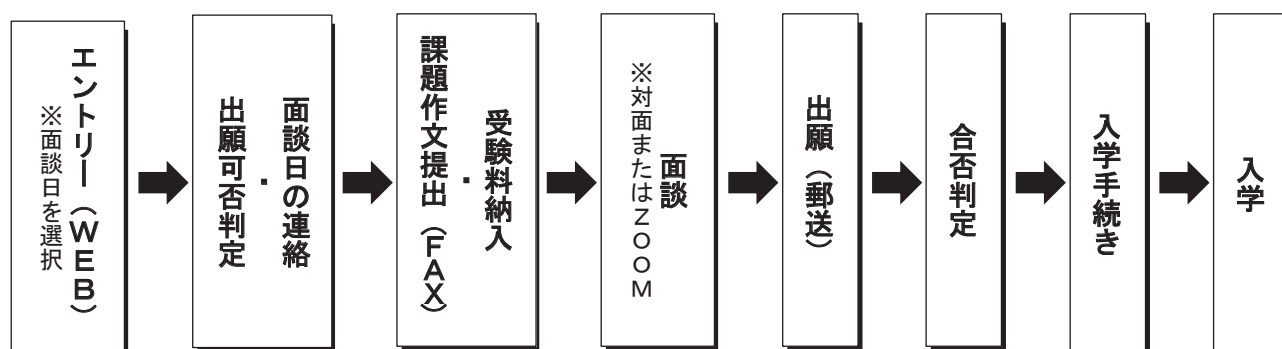 エントリー（ＷＥＢ）
※面談日を選択
面談日の連絡
・
出願可否判定
受験料納入
・
課題作文提出（ＦＡＸ）
面談
※対面またはＺＯＯＭ
出願（郵送）
合否判定
入学手続き
入学